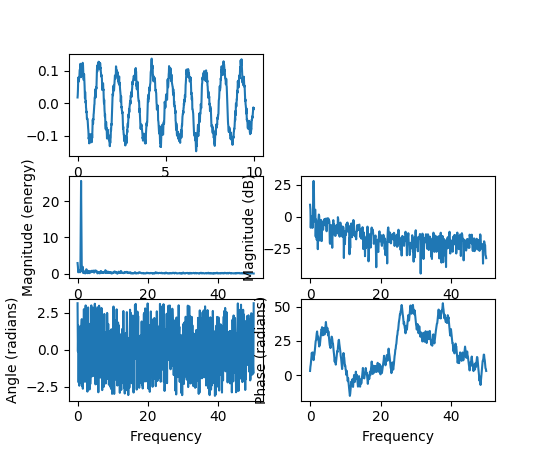 0.1
0.0
−0.1
0 5 10
Magnitude (energy)
20
10
0
0 20 40
Magnitude (dB)
25
0
−25
0 20 40
Angle (radians)
2.5
0.0
−2.5
0 20 40
Frequency
Phase (radians)
50
25
0
0 20 40
Frequency